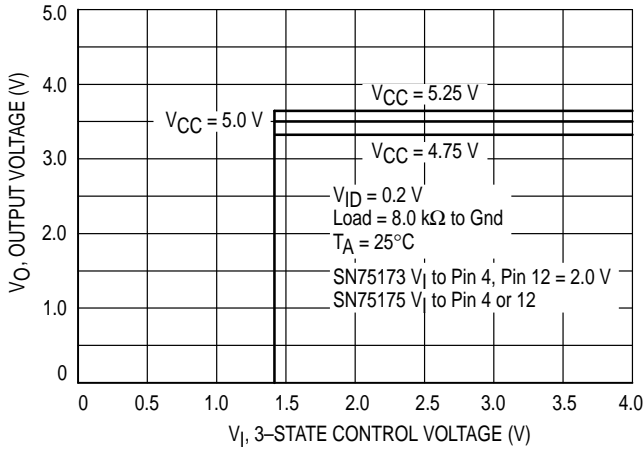 5.0
4.0
3.0
2.0
1.0
0
VO, OUTPUT VOLTAGE (V)
VCC = 5.25 V
VCC = 5.0 V
VCC = 4.75 V
VID = 0.2 V
Load = 8.0 kΩ to Gnd
TA = 25°C
SN75173 VI to Pin 4, Pin 12 = 2.0 V
SN75175 VI to Pin 4 or 12
0 0.5 1.0 1.5 2.0 2.5 3.0 3.5 4.0
VI, 3–STATE CONTROL VOLTAGE (V)